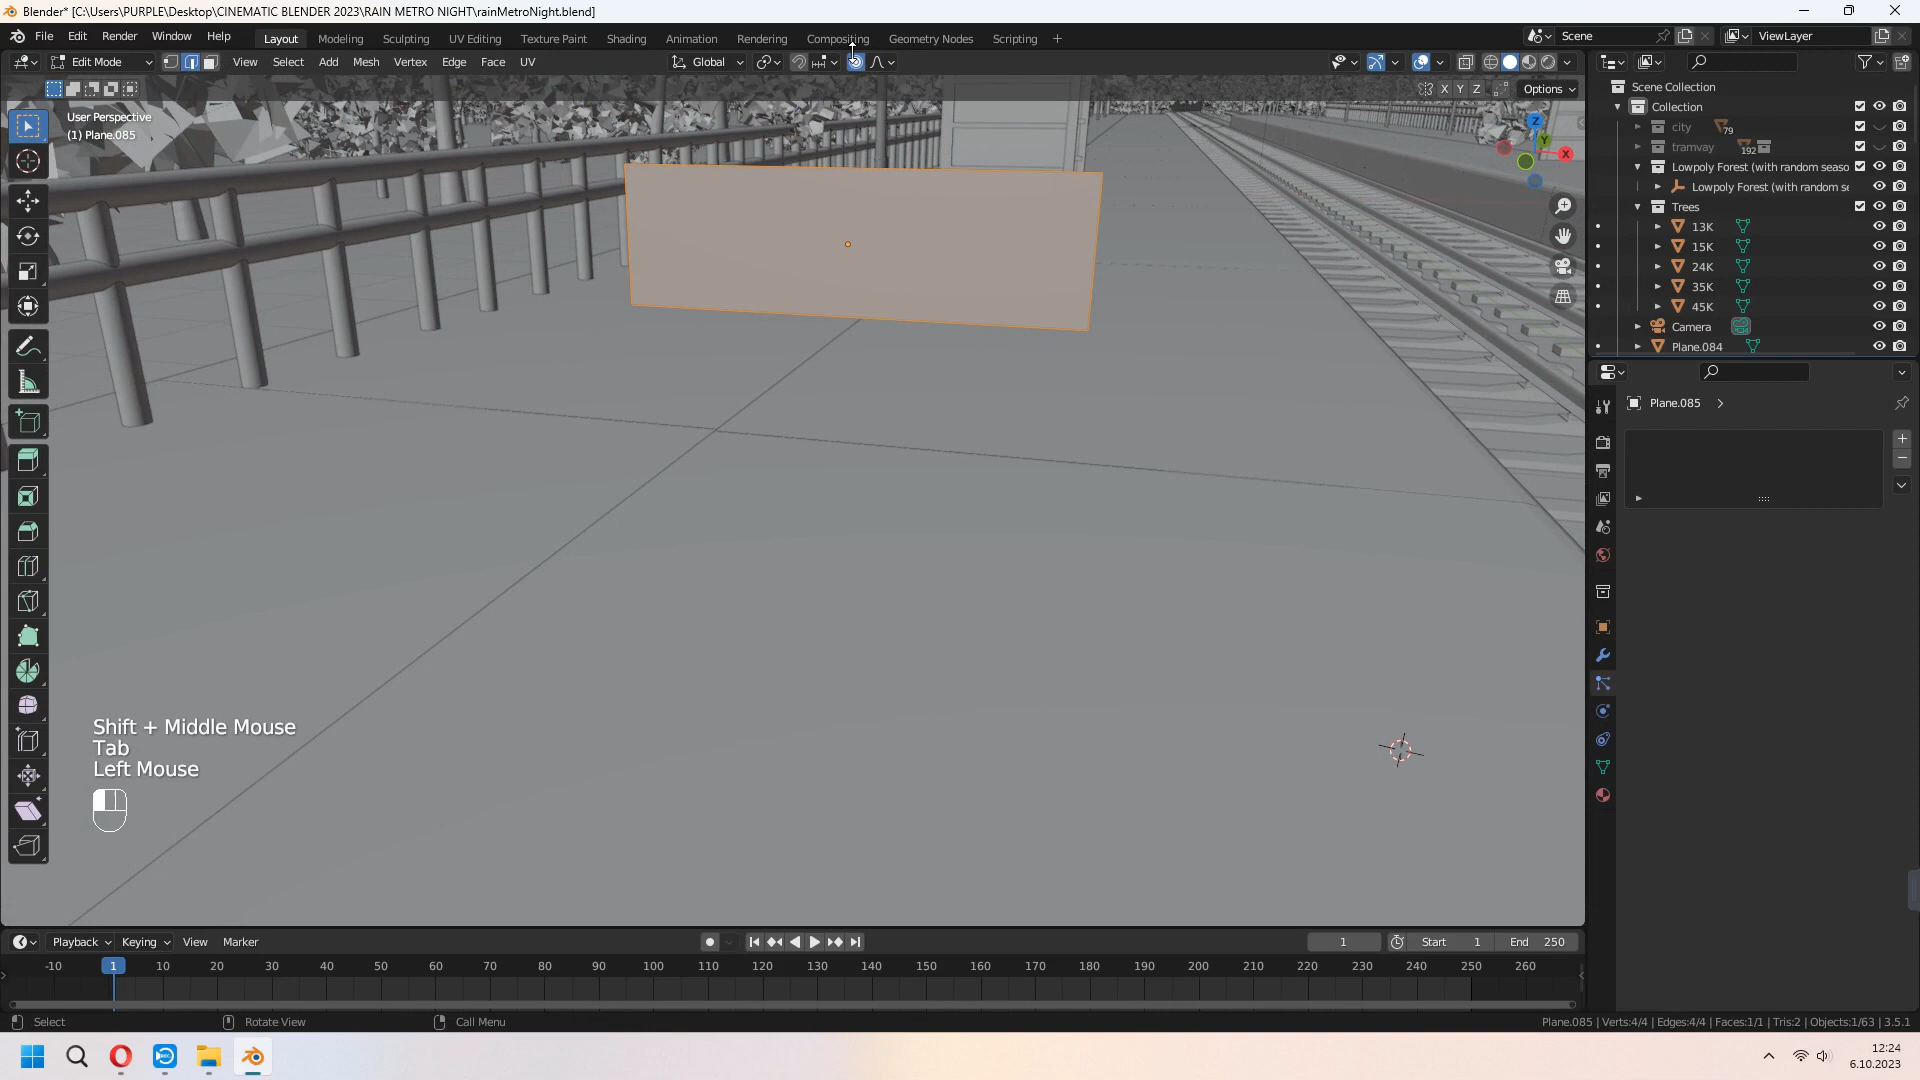 Blender* [C:\Users\PURPLE\Desktop\CINEMATIC BLENDER 2023\RAIN METRO NIGHT\rainMetroNight.blend]
File Edit Render Window Help
Layout Modeling Sculpting UV Editing Texture Paint Shading Animation Rendering Compositing Geometry Nodes Scripting +
Scene
ViewLayer
Edit Mode
View Select Add Mesh Vertex Edge Face UV
Global
X Y Z
Options
User Perspective
(1) Plane.085
Z
Y
X
Scene Collection
Collection
city 79
tramvay 192
Lowpoly Forest (with random seaso
Lowpoly Forest (with random se
Trees
13K
15K
24K
35K
45K
Camera
Plane.084
Plane.085
Shift + Middle Mouse
Tab
Left Mouse
Playback Keying View Marker
1
Start 1
End 250
-10 1 10 20 30 40 50 60 70 80 90 100 110 120 130 140 150 160 170 180 190 200 210 220 230 240 250 260
Select
Rotate View
Call Menu
Plane.085 | Verts:4/4 | Edges:4/4 | Faces:1/1 | Tris:2 | Objects:1/63 | 3.5.1
12:24
6.10.2023